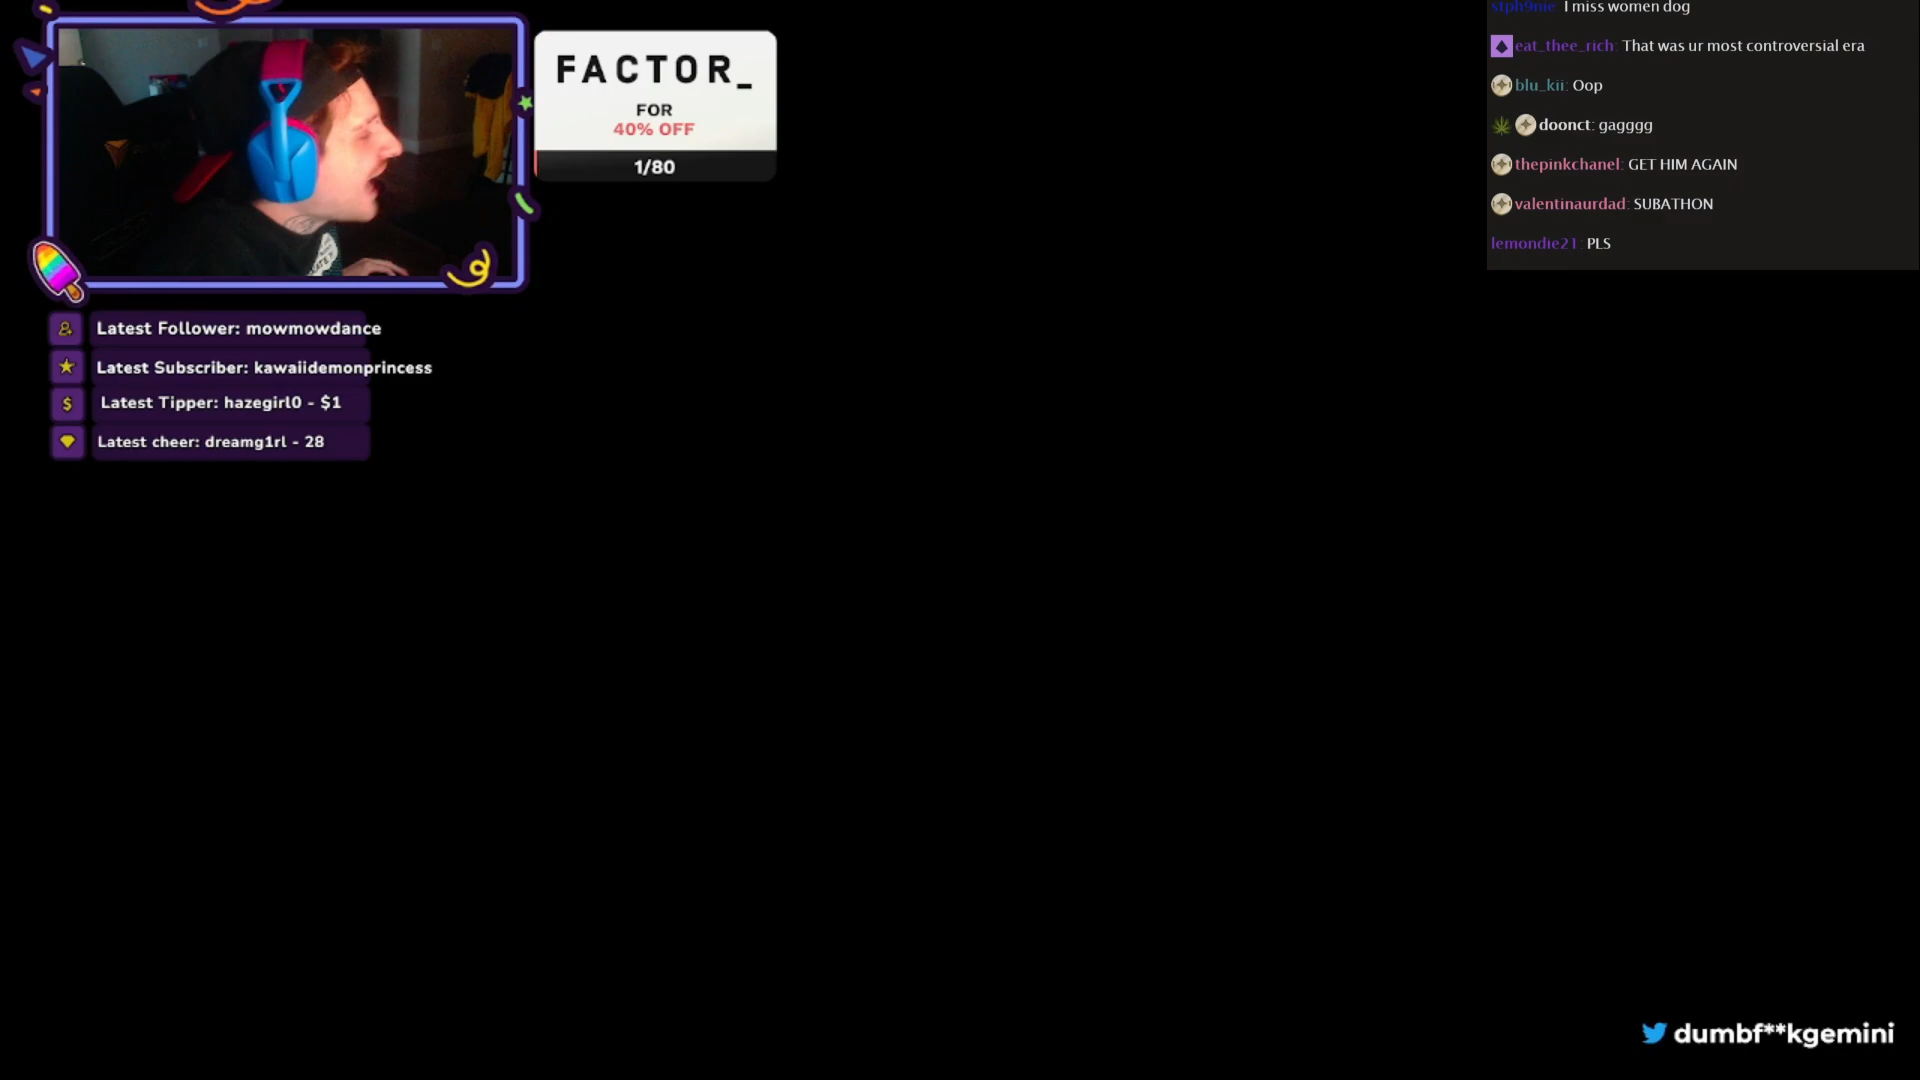 FACTOR_
FOR
40% OFF
1/80
Latest Follower: mowmowdance
Latest Subscriber: kawaiidemonprincess
Latest Tipper: hazegirl0 - $1
Latest cheer: dreamg1rl - 28
stph9nie I miss women dog
eat_thee_rich: That was ur most controversial era
blu_kii: Oop
doonct: gagggg
thepinkchanel: GET HIM AGAIN
valentinaurdad: SUBATHON
lemondie21: PLS
dumbf**kgemini